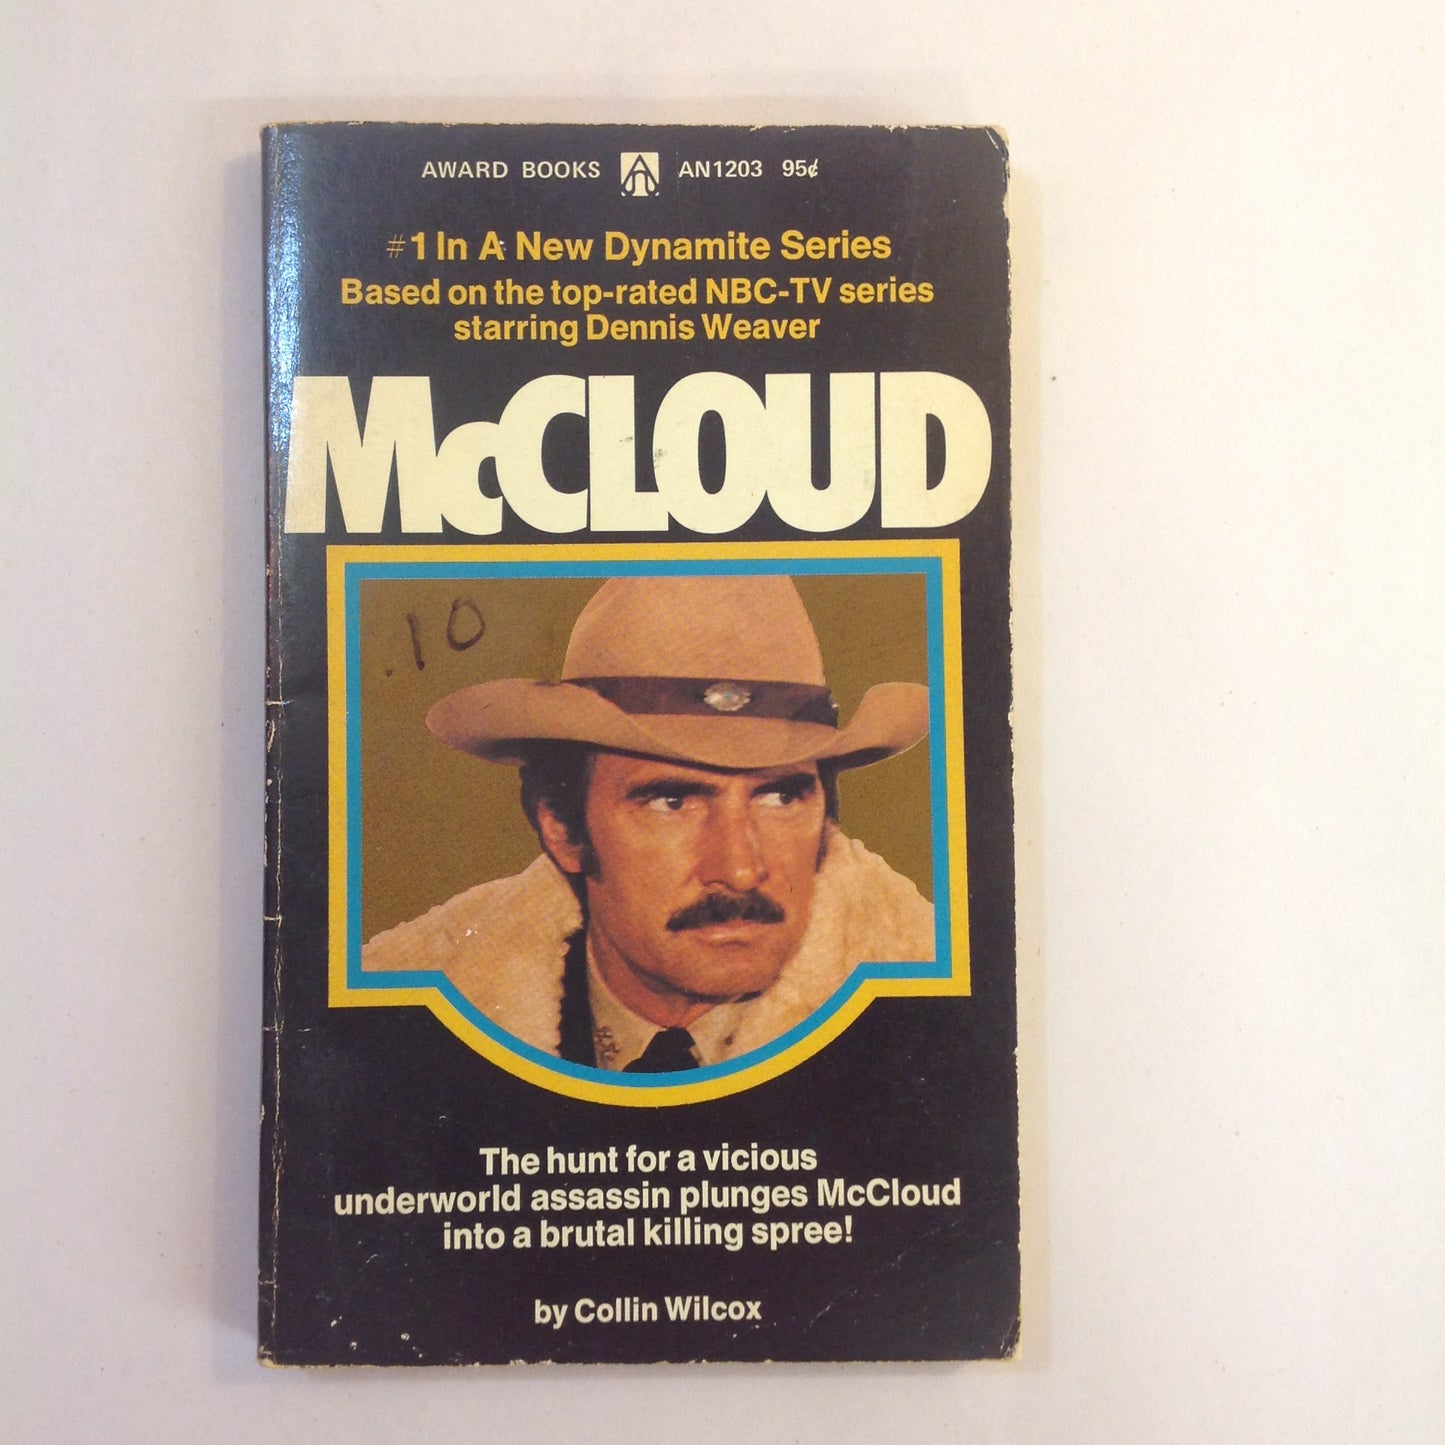 AWARD BOOKS AN1203 95¢
#1 In A New Dynamite Series
Based on the top-rated NBC-TV series
starring Dennis Weaver
McCLOUD
.10
The hunt for a vicious
underworld assassin plunges McCloud
into a brutal killing spree!
by Collin Wilcox